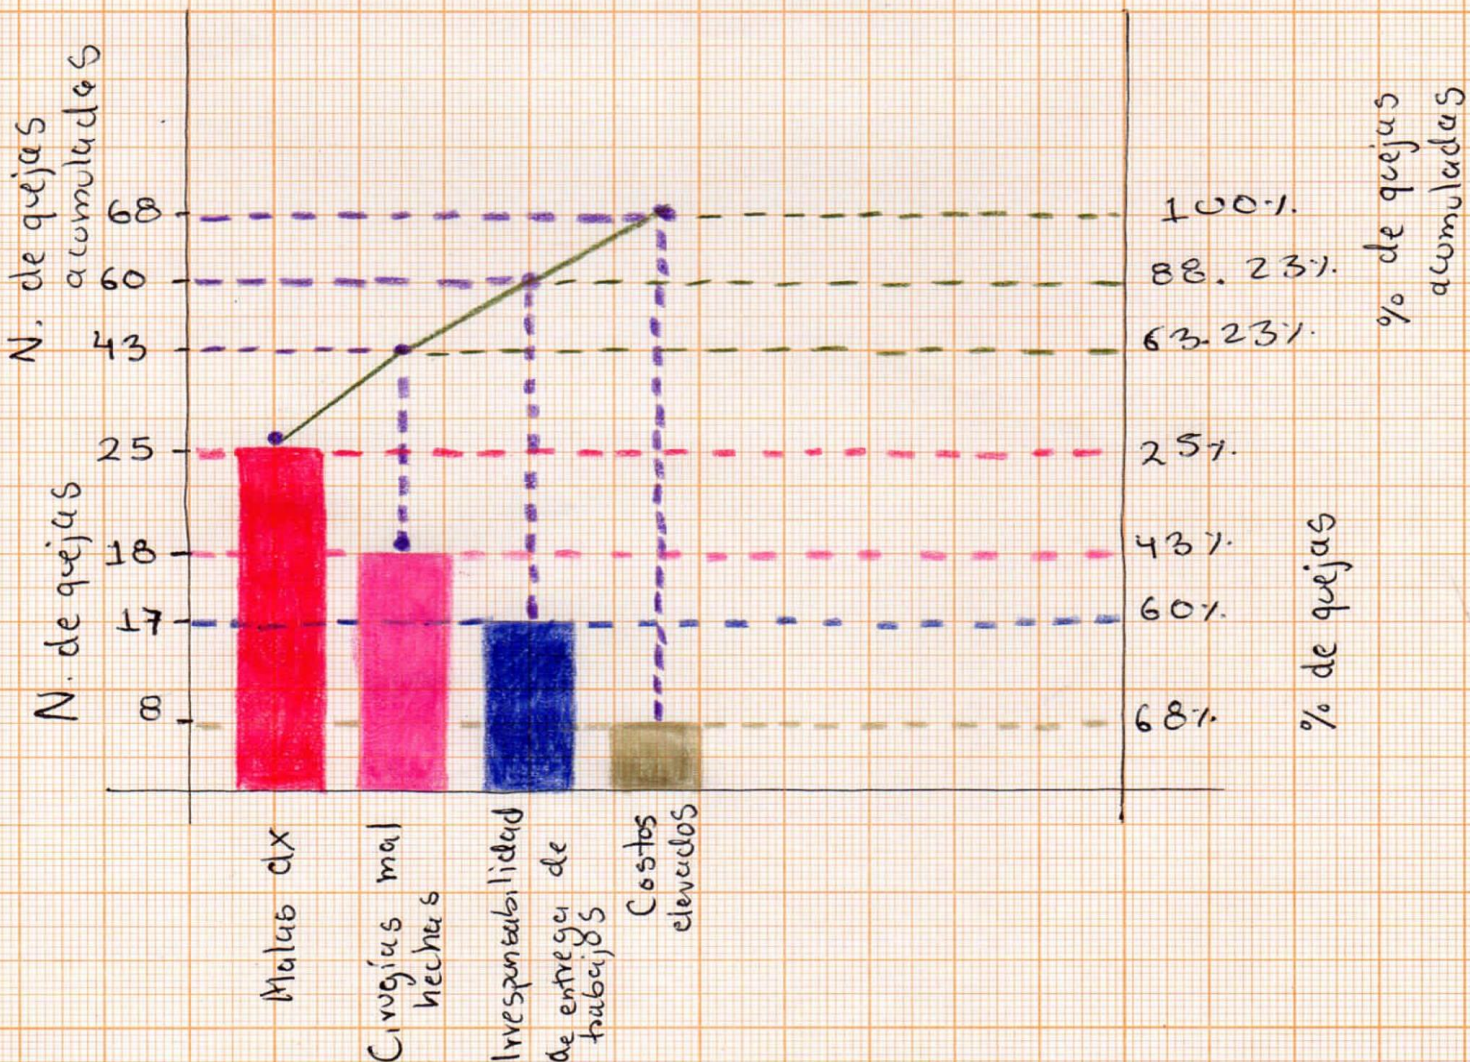 N. de quejas
acumulados
68
60
43
25
18
17
8
N. de quejas
100%.
88. 23%.
63. 23%.
25%.
43%.
60%.
68%.
% de quejas
acumuladas
% de quejas
Malas dx
Cirugías mal
hechas
Irresponsabilidad
de entrega de
trabajos
Costos
elevados